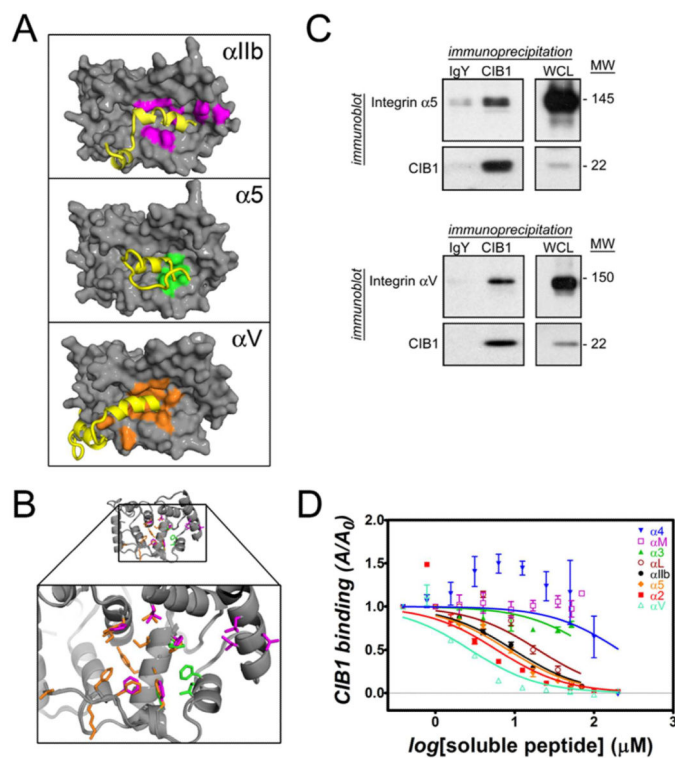 A
αIIb
α5
αV
B
C
immunoprecipitation
IgY CIB1 WCL MW
immunoblot
Integrin α5
- 145
CIB1
- 22
immunoprecipitation
IgY CIB1 WCL MW
immunoblot
Integrin αV
- 150
CIB1
- 22
D
CIB1 binding (A/A0)
2.0
1.5
1.0
0.5
0.0
α4
αM
α3
αL
αIIb
α5
α2
αV
0 1 2
log[soluble peptide] (μM)